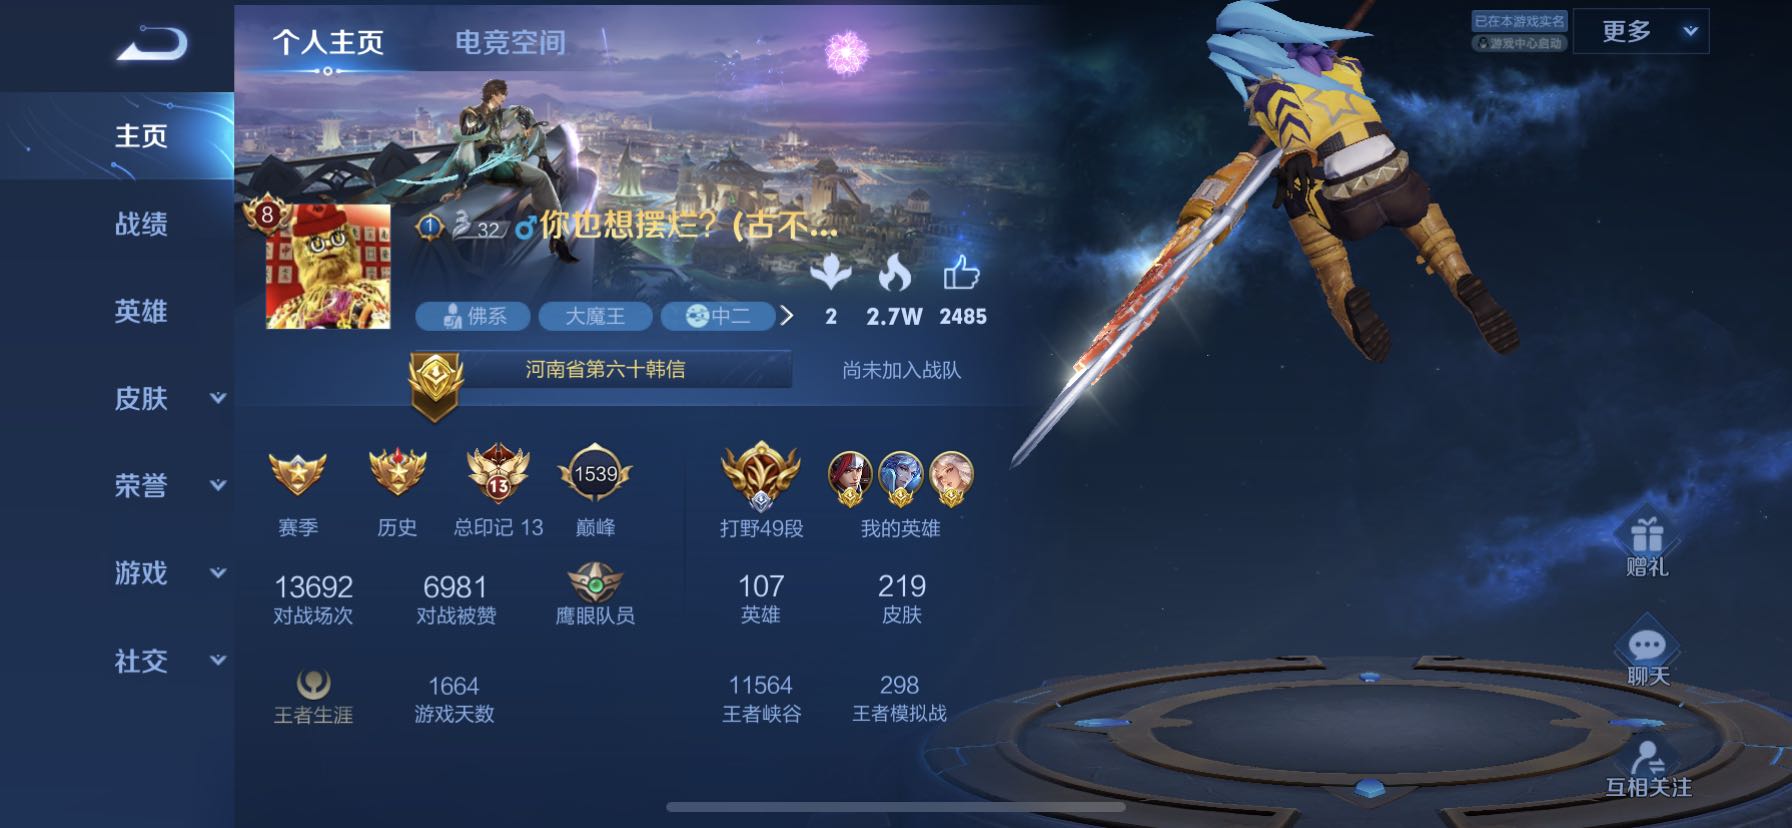 个人主页
电竞空间
已在本游戏实名
游戏中心启动
更多
主页
战绩
英雄
皮肤
荣誉
游戏
社交
8
1
32
你也想摆烂？(古不...
佛系
大魔王
中二
2
2.7W
2485
河南省第六十韩信
尚未加入战队
13
1539
赛季
历史
总印记 13
巅峰
打野49段
我的英雄
13692
对战场次
6981
对战被赞
鹰眼队员
107
英雄
219
皮肤
王者生涯
1664
游戏天数
11564
王者峡谷
298
王者模拟战
赠礼
聊天
互相关注